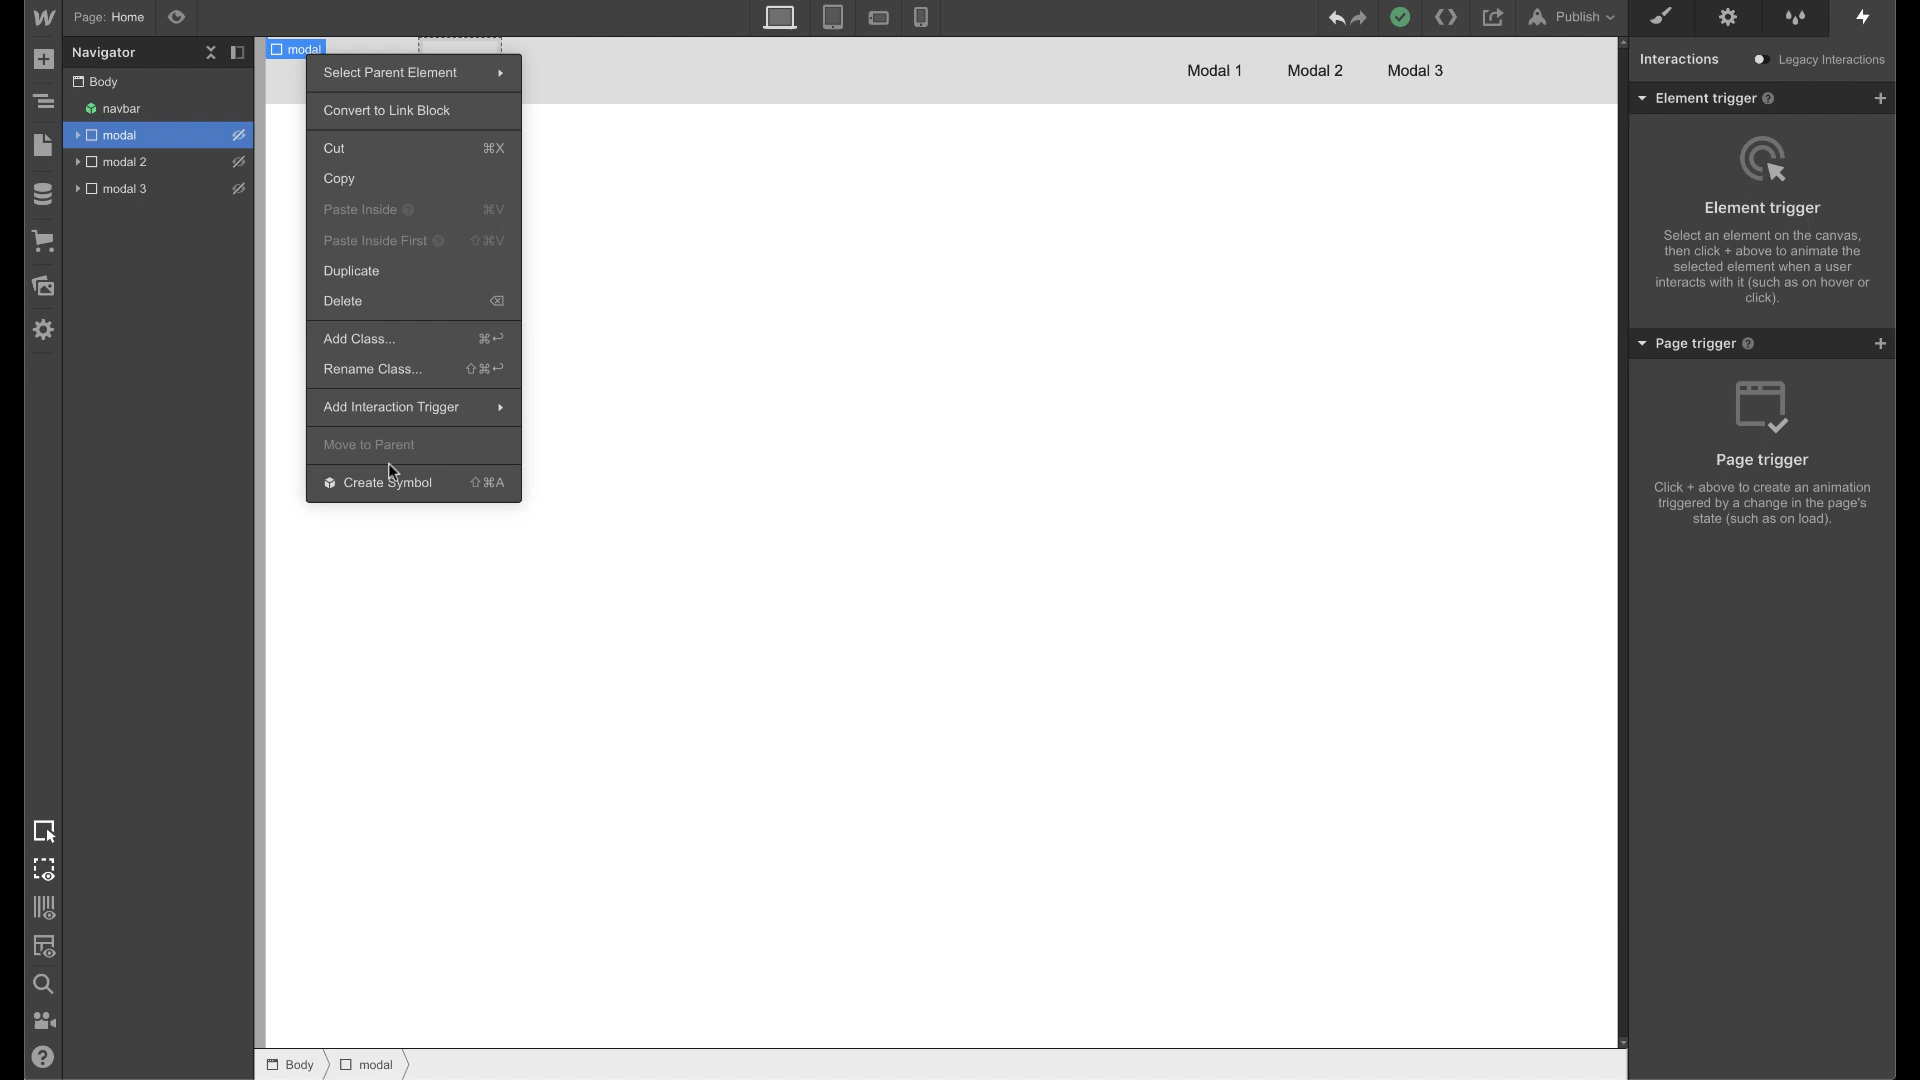 Page: Home
Publish
Navigator
Body
navbar
modal
modal 2
modal 3
modal
Modal 1
Modal 2
Modal 3
Select Parent Element
Convert to Link Block
Cut ⌘X
Copy
Paste Inside ? ⌘V
Paste Inside First ? ⇧⌘V
Duplicate
Delete
Add Class... ⌘↩
Rename Class... ⇧⌘↩
Add Interaction Trigger
Move to Parent
Create Symbol ⇧⌘A
Interactions
Legacy Interactions
Element trigger ?
Element trigger
Select an element on the canvas,
then click + above to animate the
selected element when a user
interacts with it (such as on hover or
click).
Page trigger ?
Page trigger
Click + above to create an animation
triggered by a change in the page's
state (such as on load).
Body
modal